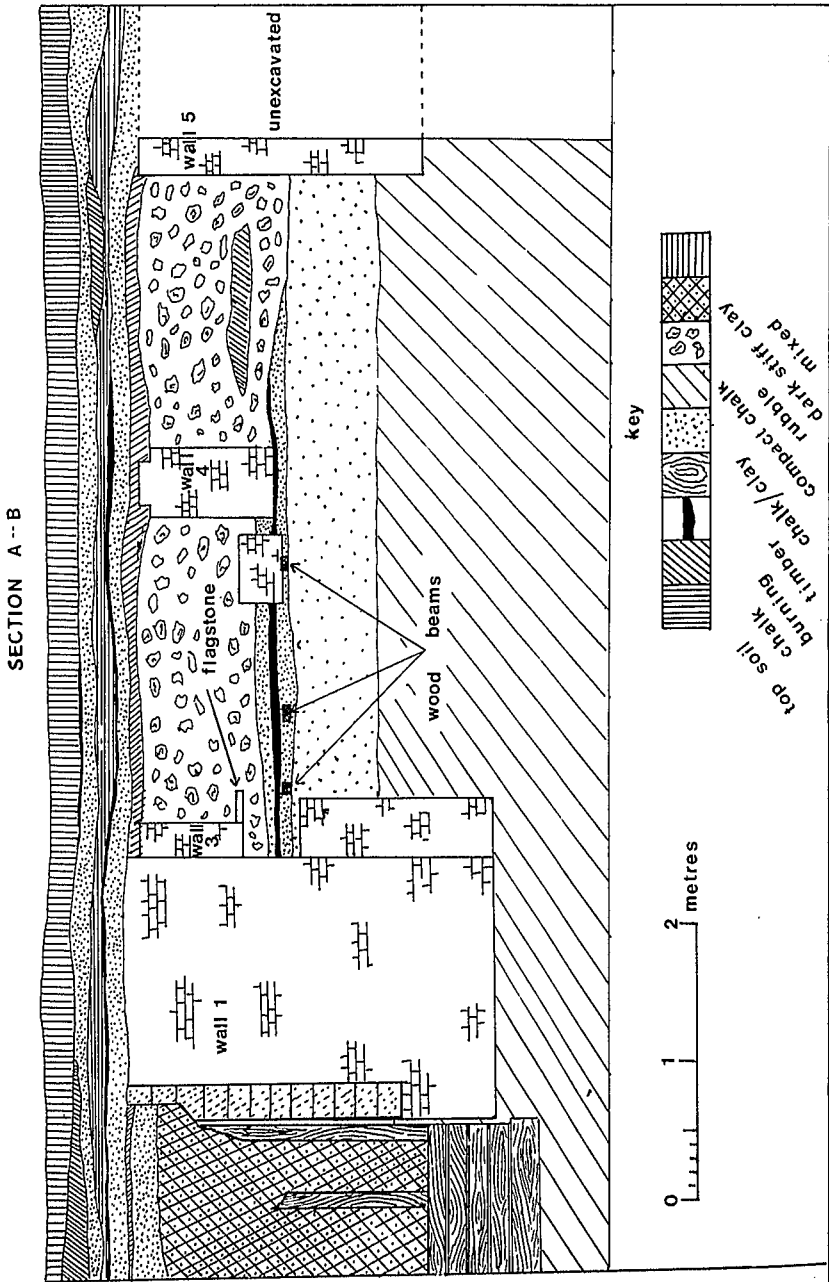 SECTION A--B
wall 5
unexcavated
wall 4
flagstone
wall 3
wall 1
wood beams
key
top soil
chalk
burning
timber
chalk/clay
compact chalk
rubble
dark stiff clay
mixed
0 1 2
metres